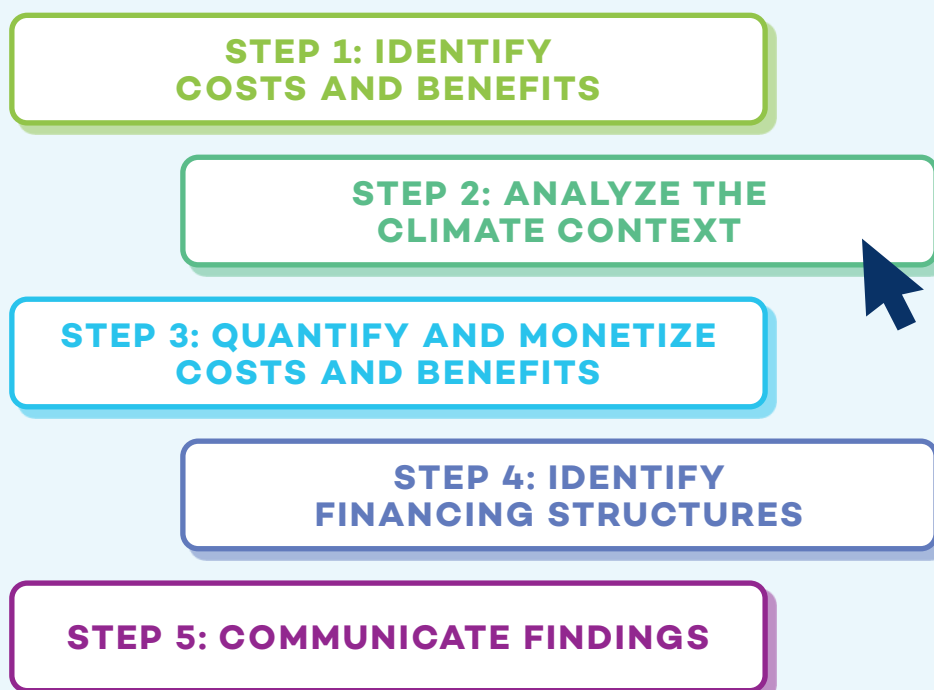 STEP 1: IDENTIFY
COSTS AND BENEFITS
STEP 2: ANALYZE THE
CLIMATE CONTEXT
STEP 3: QUANTIFY AND MONETIZE
COSTS AND BENEFITS
STEP 4: IDENTIFY
FINANCING STRUCTURES
STEP 5: COMMUNICATE FINDINGS